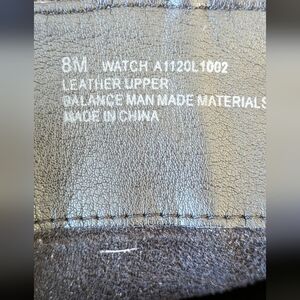 8M WATCH A1120L1002
LEATHER UPPER
BALANCE MAN MADE MATERIALS
MADE IN CHINA